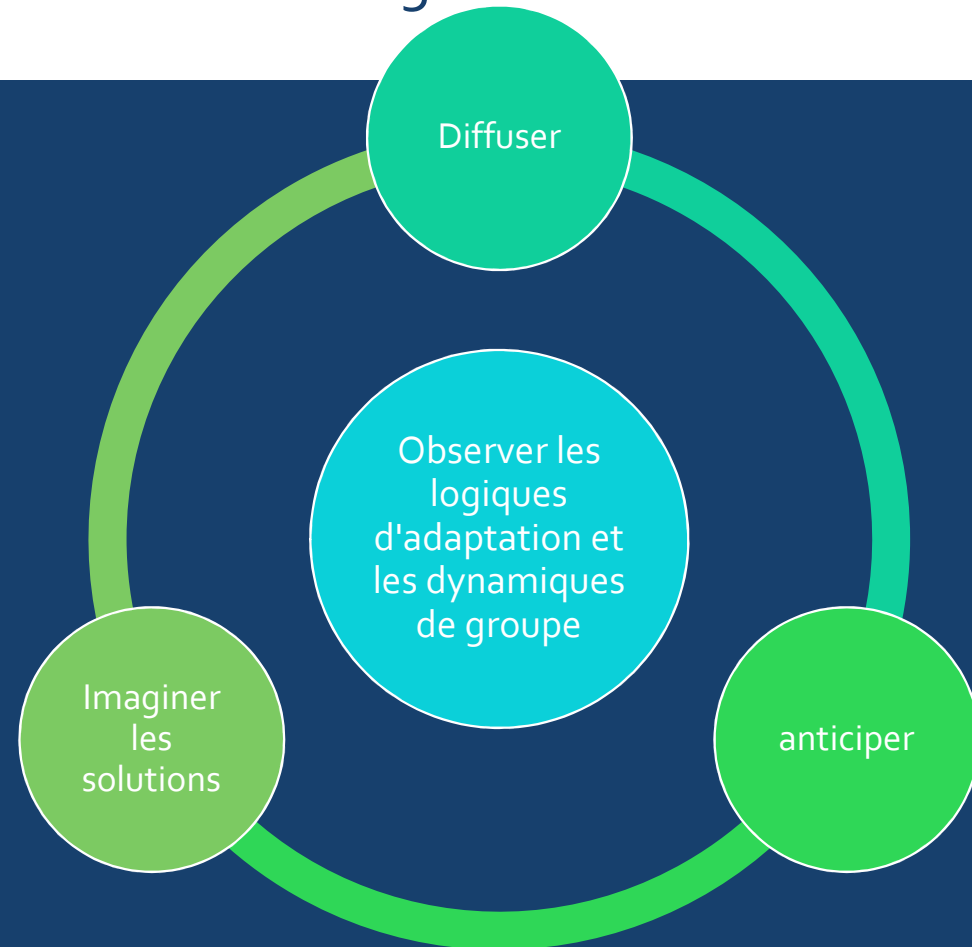 Diffuser
Observer les
logiques
d'adaptation et
les dynamiques
de groupe
Imaginer
les
solutions
anticiper